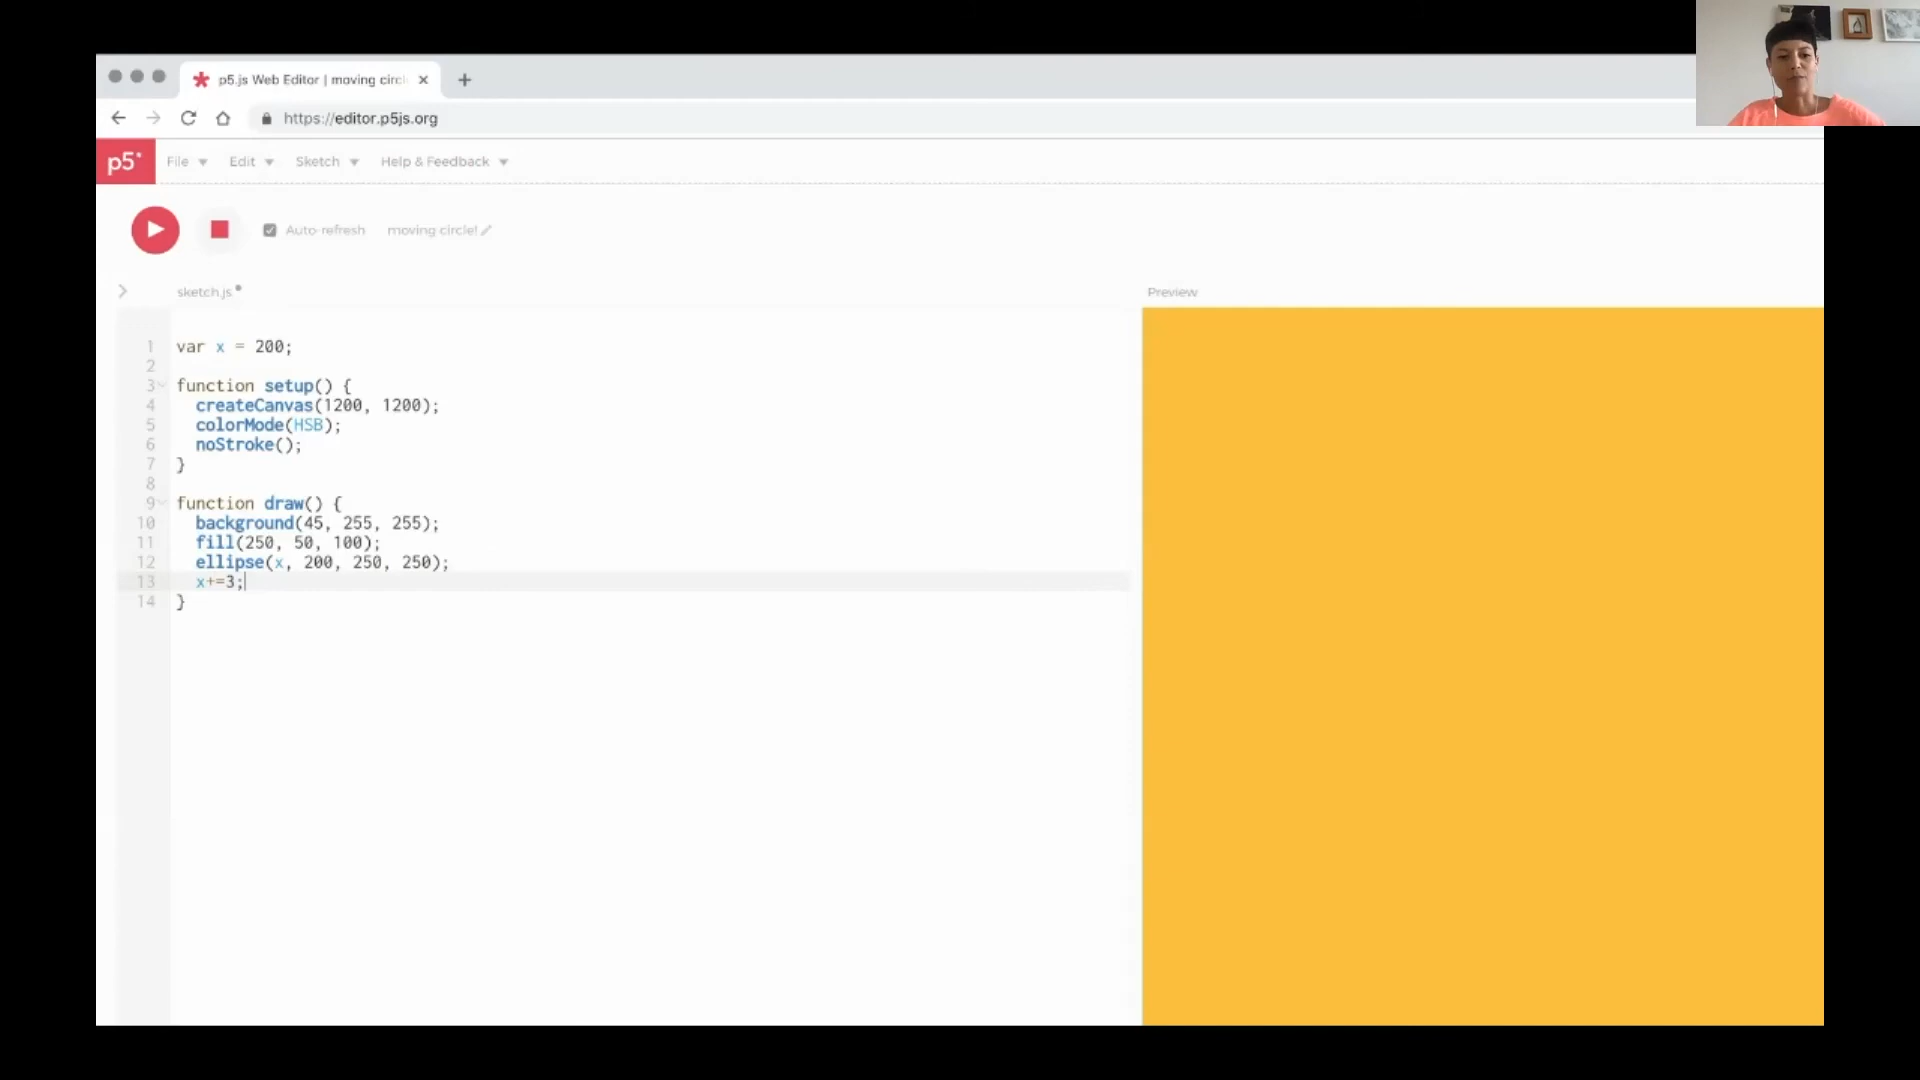 p5.js Web Editor | moving circ
https://editor.p5js.org
p5* File Edit Sketch Help & Feedback
Auto-refresh moving circle!
sketch.js
Preview
1 var x = 200;
2
3 function setup() {
4 createCanvas(1200, 1200);
5 colorMode(HSB);
6 noStroke();
7 }
8
9 function draw() {
10 background(45, 255, 255);
11 fill(250, 50, 100);
12 ellipse(x, 200, 250, 250);
13 x+=3;
14 }